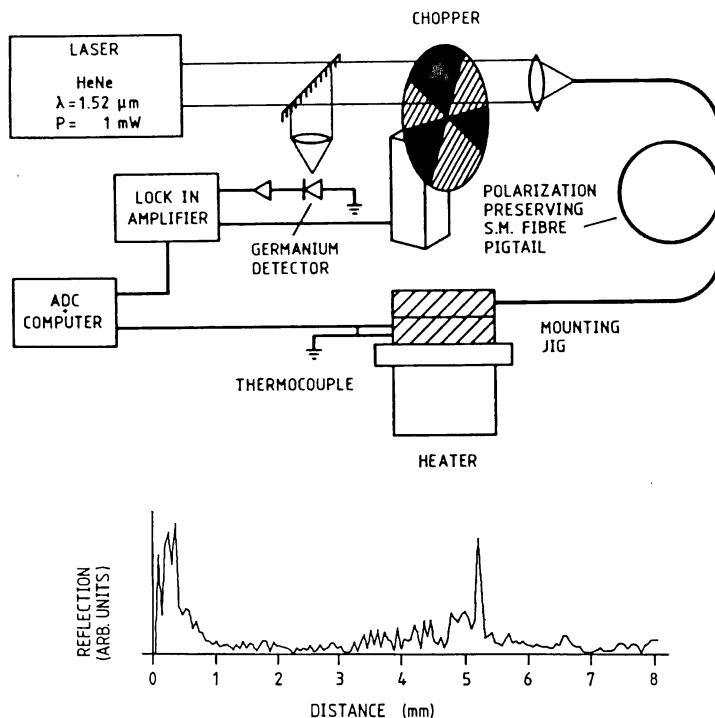 CHOPPER
LASER
HeNe
λ=1.52 μm
P= 1 mW
LOCK IN
AMPLIFIER
GERMANIUM
DETECTOR
POLARIZATION
PRESERVING
S.M. FIBRE
PIGTAIL
ADC
+
COMPUTER
THERMOCOUPLE
MOUNTING
JIG
HEATER
REFLECTION
(ARB. UNITS)
0 1 2 3 4 5 6 7 8
DISTANCE (mm)